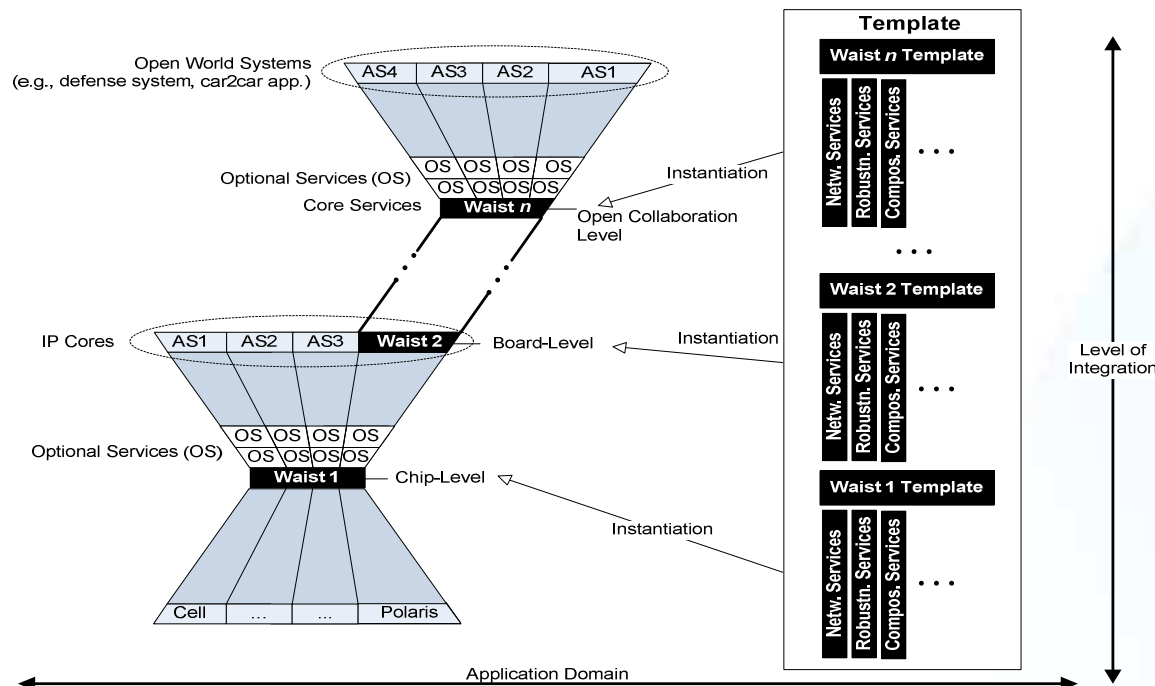 Template
Open World Systems
(e.g., defense system, car2car app.)
AS4 AS3 AS2 AS1
OS OS OS OS
Optional Services (OS)
OS OS OS OS
Core Services
Waist n
Open Collaboration
Level
Instantiation
Waist n Template
Netw. Services
Robustn. Services
Compos. Services
• • •
• • •
Waist 2 Template
Netw. Services
Robustn. Services
Compos. Services
• • •
Waist 1 Template
Netw. Services
Robustn. Services
Compos. Services
• • •
Level of
Integration
IP Cores
AS1 AS2 AS3 Waist 2
Board-Level
Instantiation
OS OS OS OS
Optional Services (OS)
OS OS OS OS
Waist 1
Chip-Level
Instantiation
Cell ... ... Polaris
Application Domain